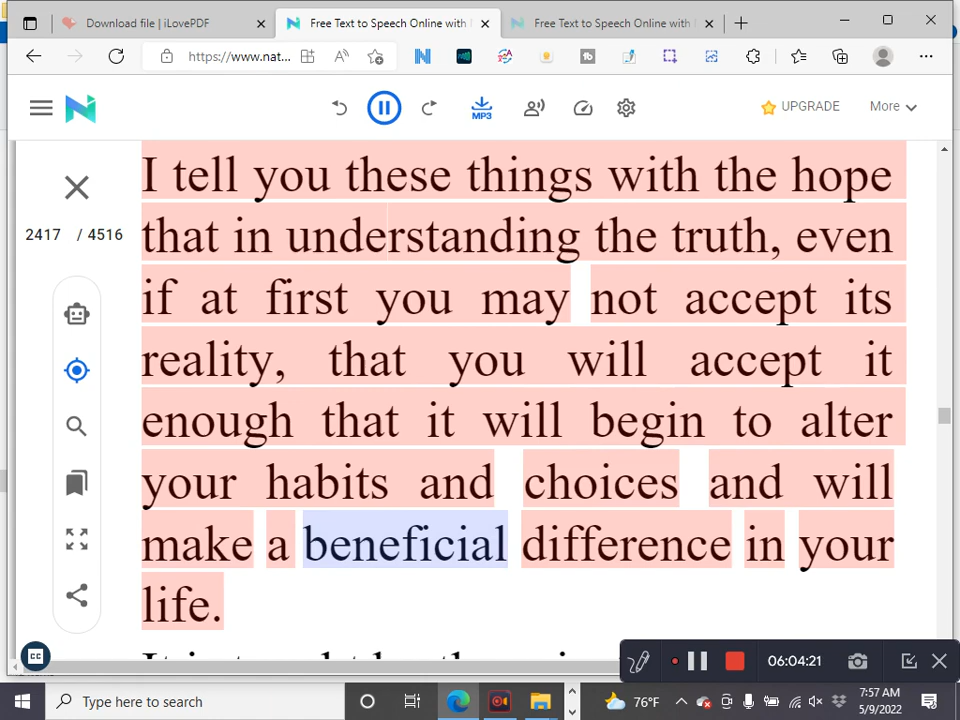 Download file | iLovePDF
Free Text to Speech Online with
Free Text to Speech Online with
https://www.nat...
UPGRADE
More
MP3
I tell you these things with the hope
that in understanding the truth, even
if at first you may not accept its
reality, that you will accept it
enough that it will begin to alter
your habits and choices and will
make a beneficial difference in your
life.
2417 / 4516
CC
06:04:21
Type here to search
76°F
7:57 AM
5/9/2022